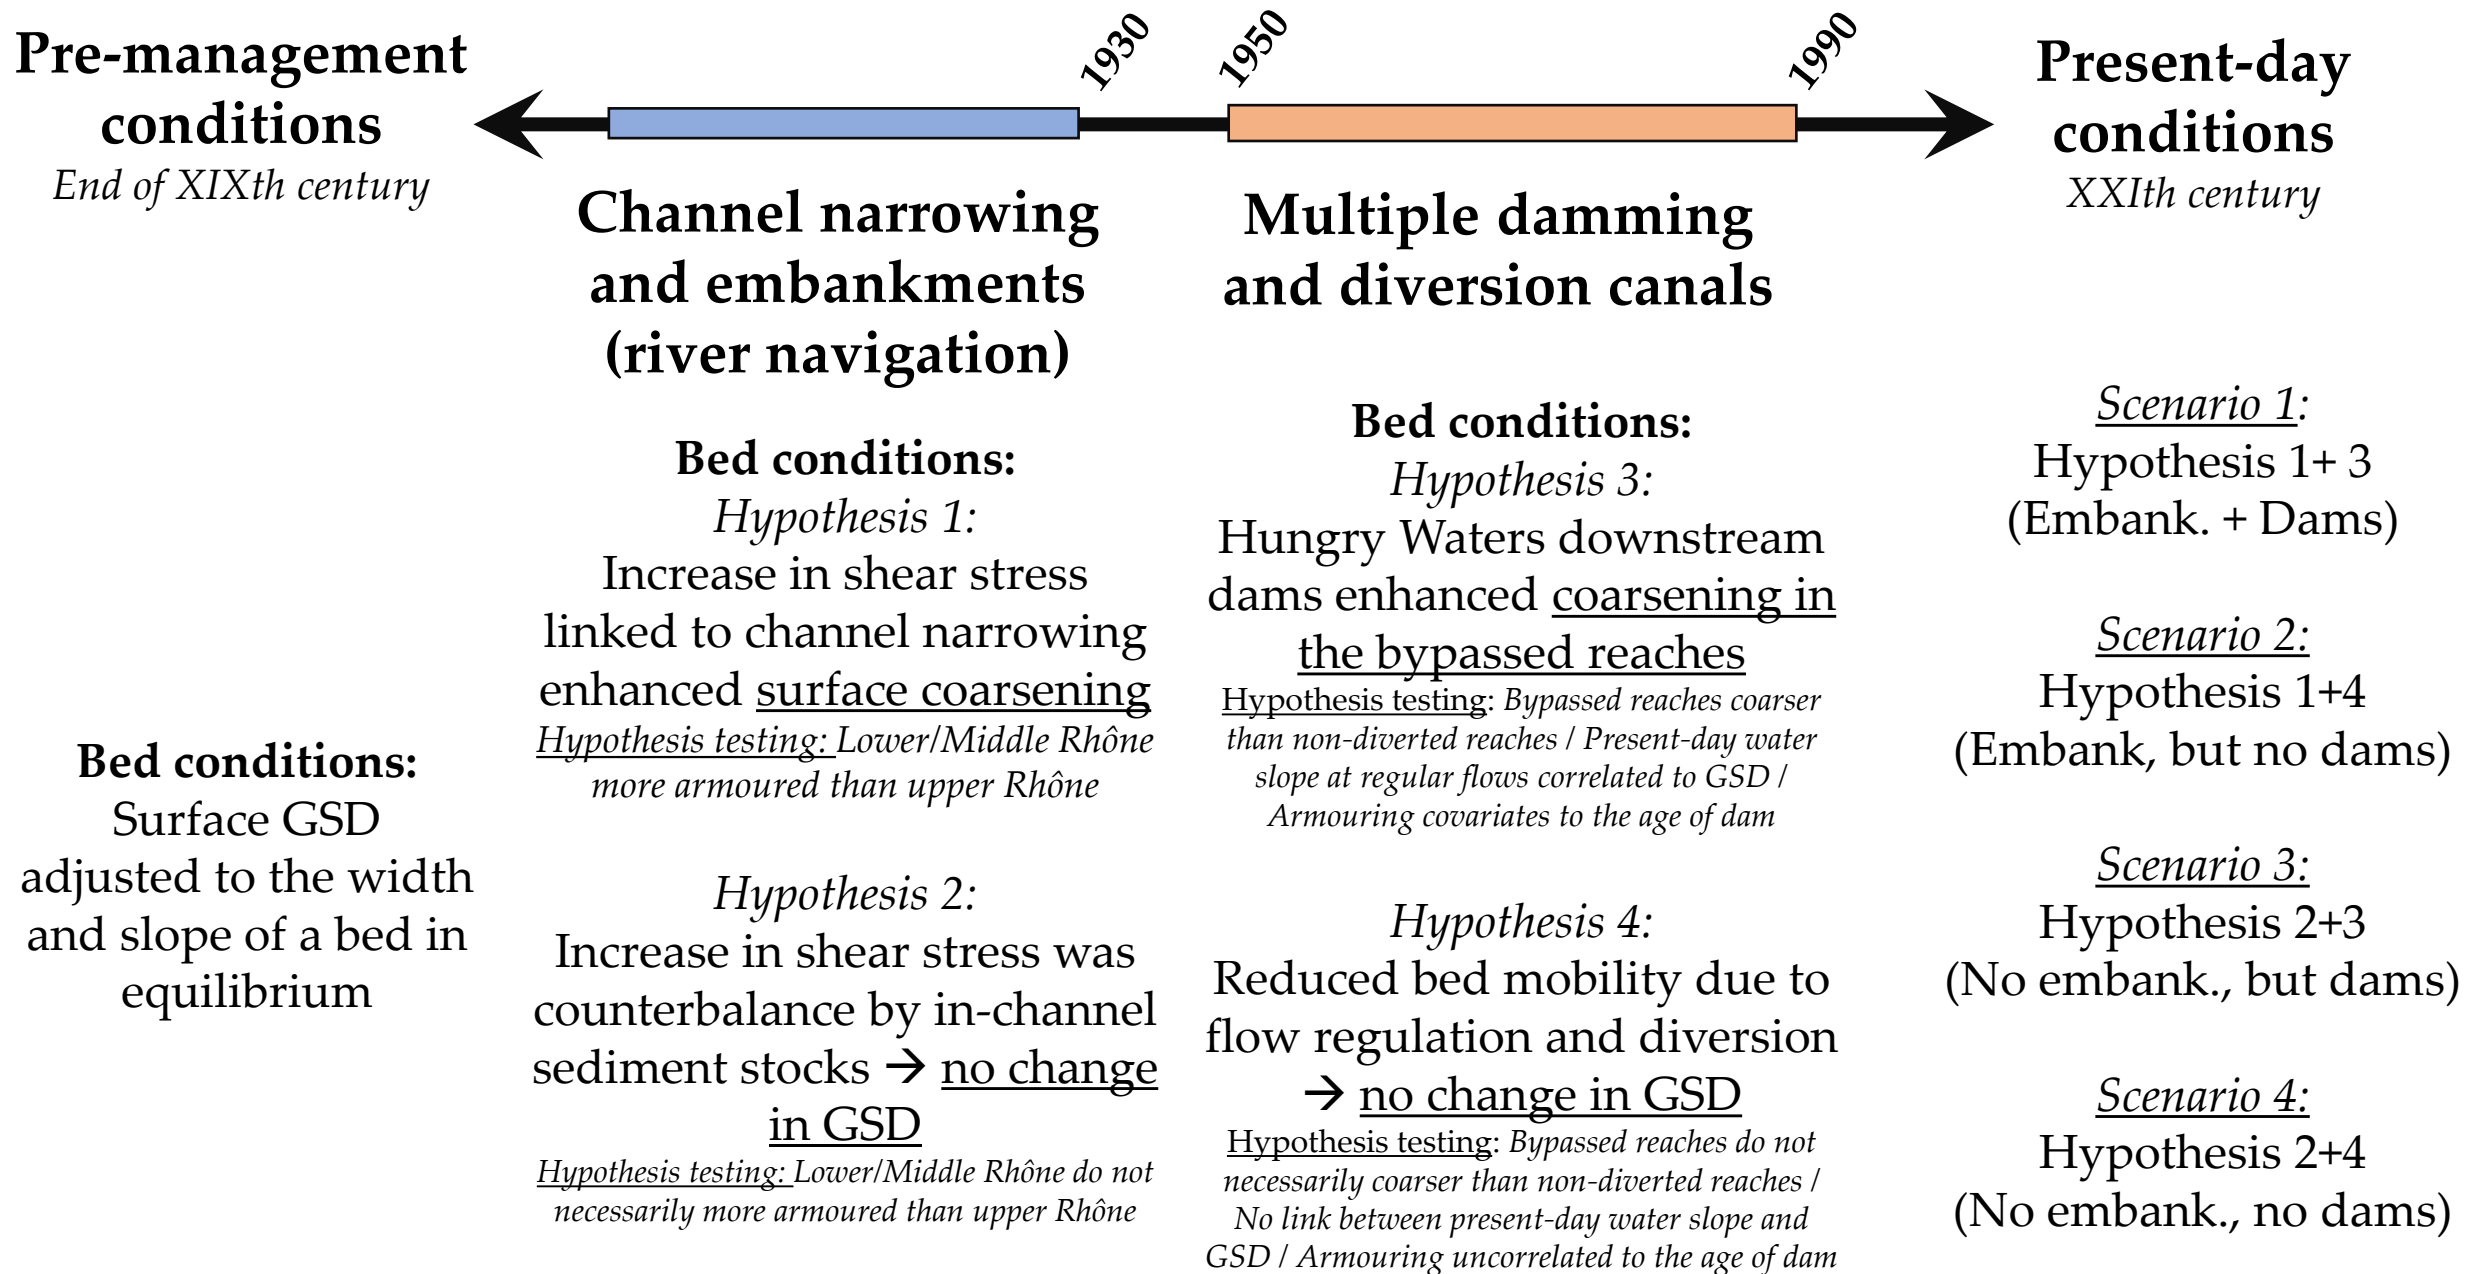 Pre-management
conditions
End of XIXth century
1930
1950
1990
Present-day
conditions
XXIth century
Channel narrowing
and embankments
(river navigation)
Multiple damming
and diversion canals
Bed conditions:
Surface GSD
adjusted to the width
and slope of a bed in
equilibrium
Bed conditions:
Hypothesis 1:
Increase in shear stress
linked to channel narrowing
enhanced surface coarsening
Hypothesis testing: Lower/Middle Rhône
more armoured than upper Rhône
Hypothesis 2:
Increase in shear stress was
counterbalance by in-channel
sediment stocks → no change
in GSD
Hypothesis testing: Lower/Middle Rhône do not
necessarily more armoured than upper Rhône
Bed conditions:
Hypothesis 3:
Hungry Waters downstream
dams enhanced coarsening in
the bypassed reaches
Hypothesis testing: Bypassed reaches coarser
than non-diverted reaches / Present-day water
slope at regular flows correlated to GSD /
Armouring covariates to the age of dam
Hypothesis 4:
Reduced bed mobility due to
flow regulation and diversion
→ no change in GSD
Hypothesis testing: Bypassed reaches do not
necessarily coarser than non-diverted reaches /
No link between present-day water slope and
GSD / Armouring uncorrelated to the age of dam
Scenario 1:
Hypothesis 1+ 3
(Embank. + Dams)
Scenario 2:
Hypothesis 1+4
(Embank, but no dams)
Scenario 3:
Hypothesis 2+3
(No embank., but dams)
Scenario 4:
Hypothesis 2+4
(No embank., no dams)